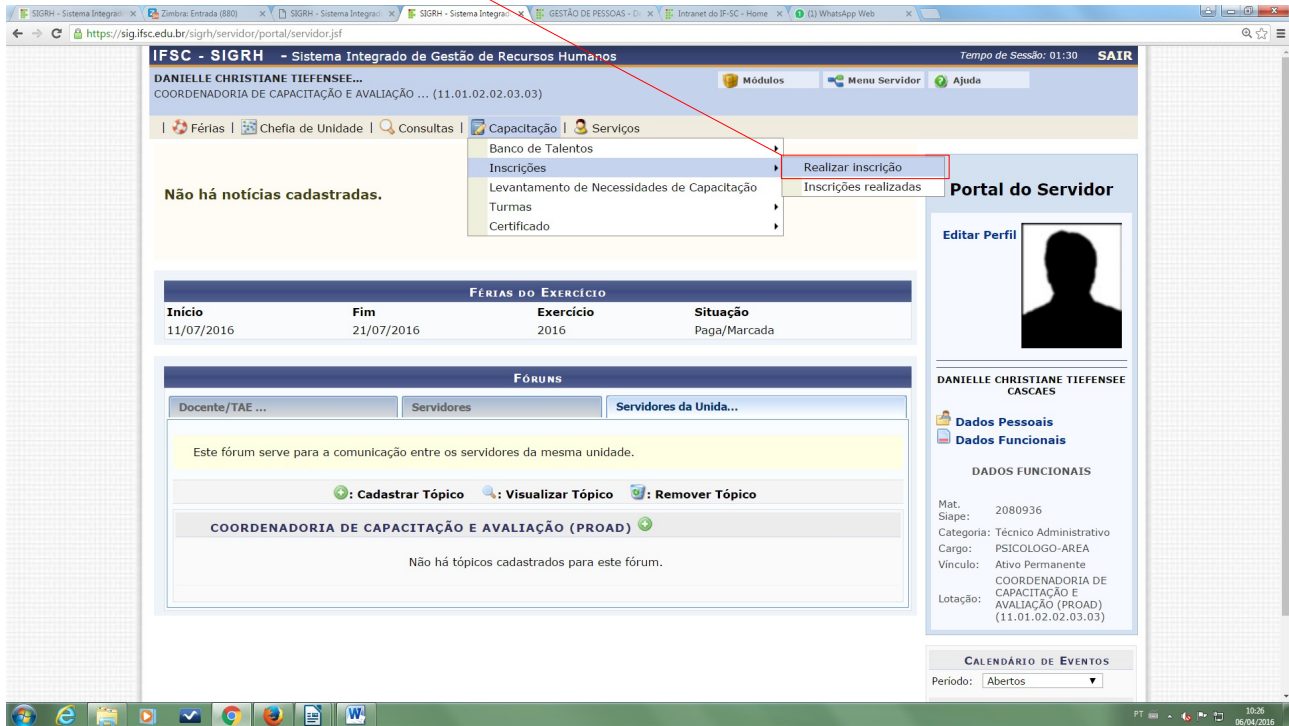 SIGRH - Sistema Integrad
Zimbra: Entrada (880)
SIGRH - Sistema Integrad
SIGRH - Sistema Integrad
GESTÃO DE PESSOAS - D
Intranet do IF-SC - Home
(1) WhatsApp Web
https://sig.ifsc.edu.br/sigrh/servidor/portal/servidor.jsf
IFSC - SIGRH - Sistema Integrado de Gestão de Recursos Humanos
Tempo de Sessão: 01:30 SAIR
DANIELLE CHRISTIANE TIEFENSEE...
Módulos Menu Servidor Ajuda
COORDENADORIA DE CAPACITAÇÃO E AVALIAÇÃO ... (11.01.02.02.03.03)
| Férias | Chefia de Unidade | Consultas | Capacitação | Serviços
Banco de Talentos
Inscrições
Realizar inscrição
Levantamento de Necessidades de Capacitação
Inscrições realizadas
Turmas
Certificado
Não há notícias cadastradas.
Portal do Servidor
Editar Perfil
FÉRIAS DO EXERCÍCIO
Início Fim Exercício Situação
11/07/2016 21/07/2016 2016 Paga/Marcada
FÓRUNS
Docente/TAE ... Servidores Servidores da Unida...
Este fórum serve para a comunicação entre os servidores da mesma unidade.
: Cadastrar Tópico : Visualizar Tópico : Remover Tópico
COORDENADORIA DE CAPACITAÇÃO E AVALIAÇÃO (PROAD)
Não há tópicos cadastrados para este fórum.
DANIELLE CHRISTIANE TIEFENSEE
CASCAES
Dados Pessoais
Dados Funcionais
DADOS FUNCIONAIS
Mat. Siape: 2080936
Categoria: Técnico Administrativo
Cargo: PSICOLOGO-AREA
Vínculo: Ativo Permanente
Lotação: COORDENADORIA DE
CAPACITAÇÃO E
AVALIAÇÃO (PROAD)
(11.01.02.02.03.03)
CALENDÁRIO DE EVENTOS
Período: Abertos
PT
10:26
06/04/2016